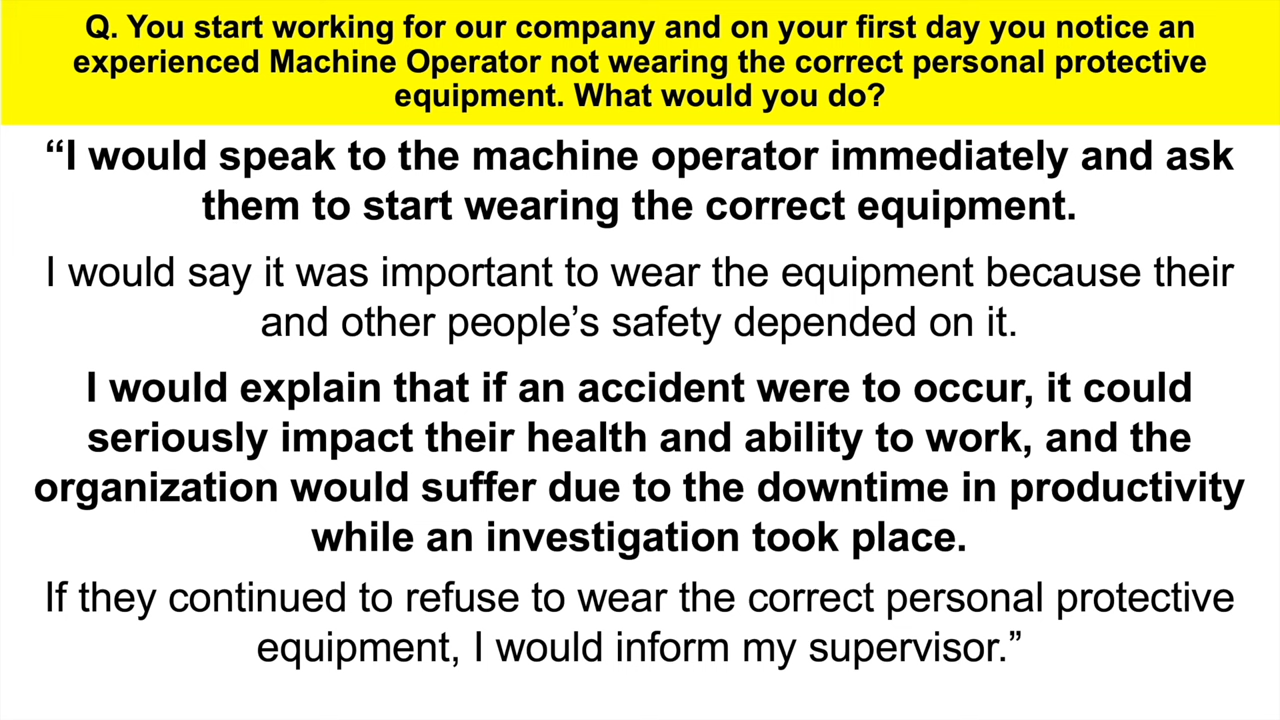 Q. You start working for our company and on your first day you notice an
experienced Machine Operator not wearing the correct personal protective
equipment. What would you do?
“I would speak to the machine operator immediately and ask
them to start wearing the correct equipment.
I would say it was important to wear the equipment because their
and other people’s safety depended on it.
I would explain that if an accident were to occur, it could
seriously impact their health and ability to work, and the
organization would suffer due to the downtime in productivity
while an investigation took place.
If they continued to refuse to wear the correct personal protective
equipment, I would inform my supervisor.”